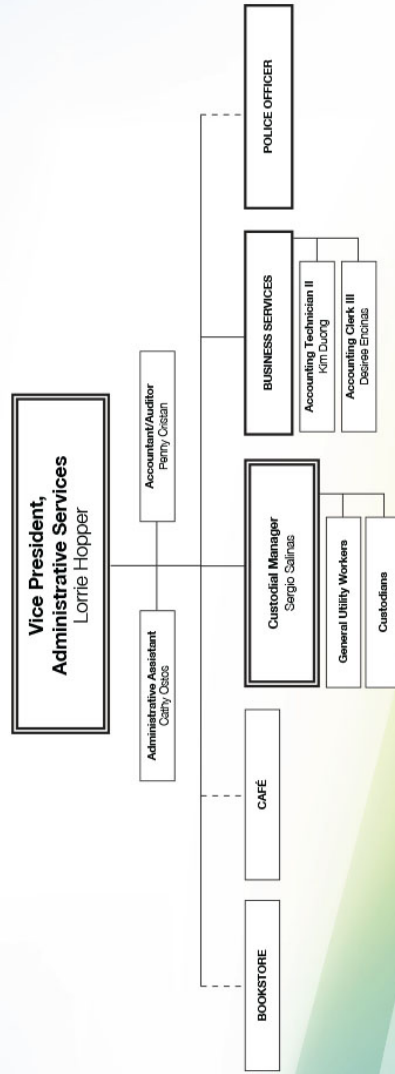 Vice President,
Administrative Services
Lorrie Hopper
Administrative Assistant
Cathy Ostos
Accountant/Auditor
Penny Cristan
BOOKSTORE
CAFÉ
Custodial Manager
Sergio Salinas
General Utility Workers
Custodians
BUSINESS SERVICES
Accounting Technician II
Kim Duong
Accounting Clerk III
Desiree Encinas
POLICE OFFICER